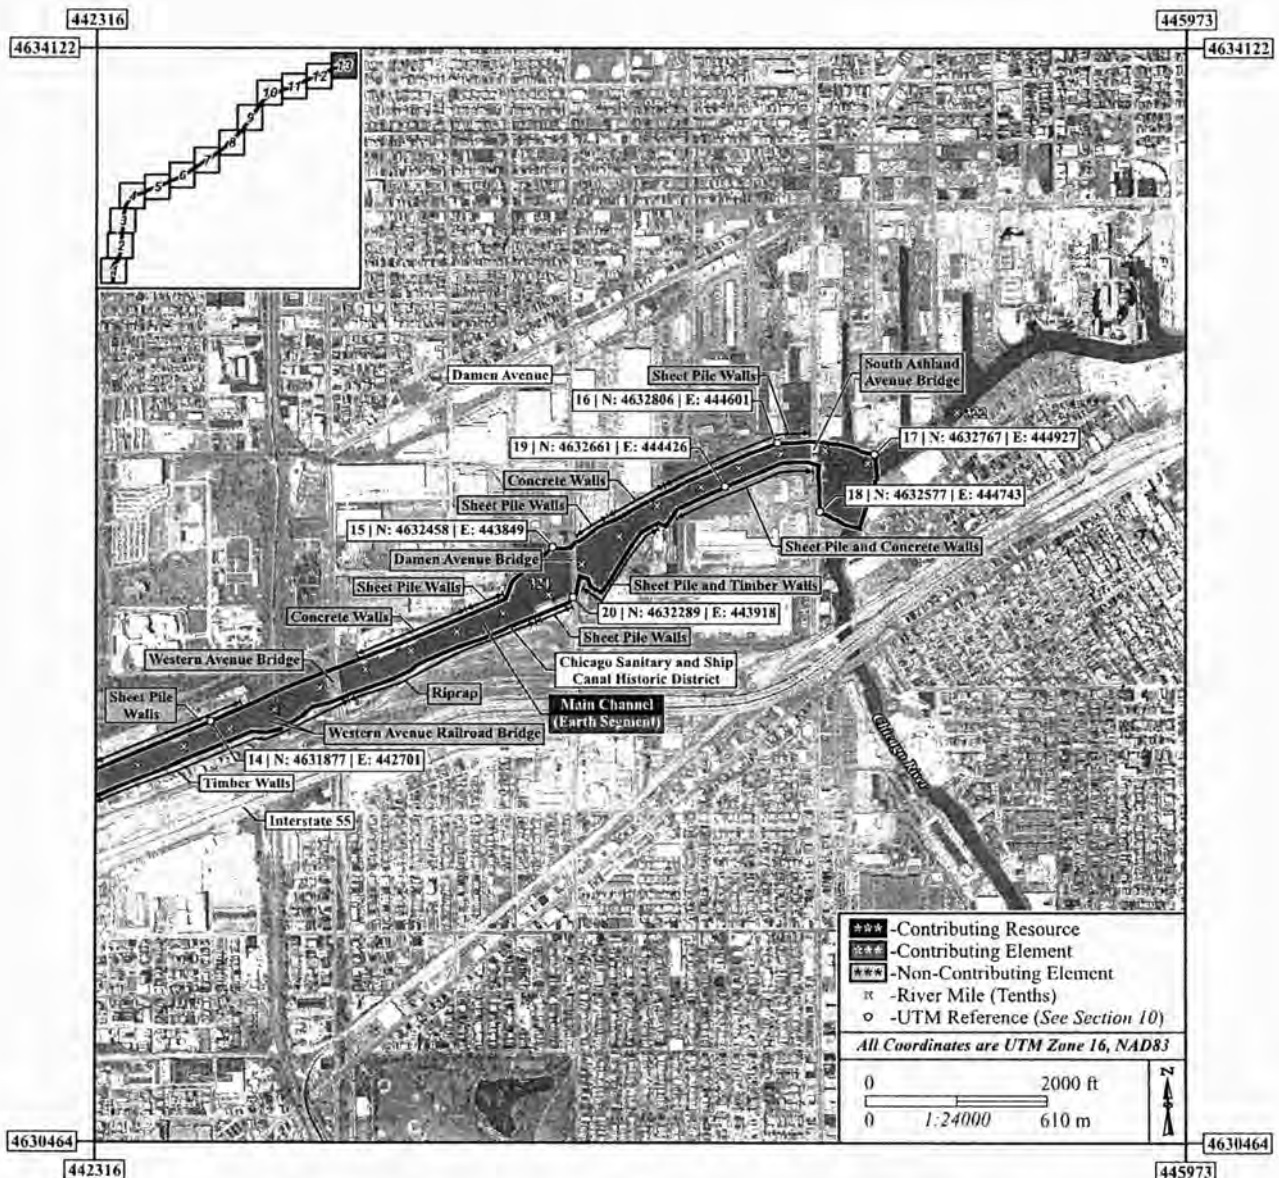 442316
445973
4634122
4634122
1
2
3
4
5
6
7
8
9
10
11
12
13
Damen Avenue
Sheet Pile Walls
South Ashland
Avenue Bridge
16 | N: 4632806 | E: 444601
122
19 | N: 4632661 | E: 444426
17 | N: 4632767 | E: 444927
Concrete Walls
Sheet Pile Walls
18 | N: 4632577 | E: 444743
15 | N: 4632458 | E: 443849
Sheet Pile and Concrete Walls
Damen Avenue Bridge
121
Sheet Pile Walls
Sheet Pile and Timber Walls
20 | N: 4632289 | E: 443918
Concrete Walls
Sheet Pile Walls
Western Avenue Bridge
Chicago Sanitary and Ship
Canal Historic District
Riprap
Sheet Pile
Walls
Main Channel
(Earth Segment)
Western Avenue Railroad Bridge
Chicago River
14 | N: 4631877 | E: 442701
Timber Walls
Interstate 55
*** -Contributing Resource
*** -Contributing Element
*** -Non-Contributing Element
-River Mile (Tenths)
-UTM Reference (See Section 10)
All Coordinates are UTM Zone 16, NAD83
0 2000 ft
0 1:24000 610 m
N
4630464
4630464
442316
445973